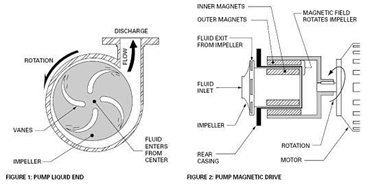 DISCHARGE
ROTATION
FLOW
VANES
IMPELLER
FLUID
ENTERS
FROM
CENTER
FIGURE 1: PUMP LIQUID END
INNER MAGNETS
OUTER MAGNETS
MAGNETIC FIELD
ROTATES IMPELLER
FLUID EXIT
FROM IMPELLER
FLUID
INLET
IMPELLER
REAR
CASING
ROTATION
MOTOR
FIGURE 2: PUMP MAGNETIC DRIVE